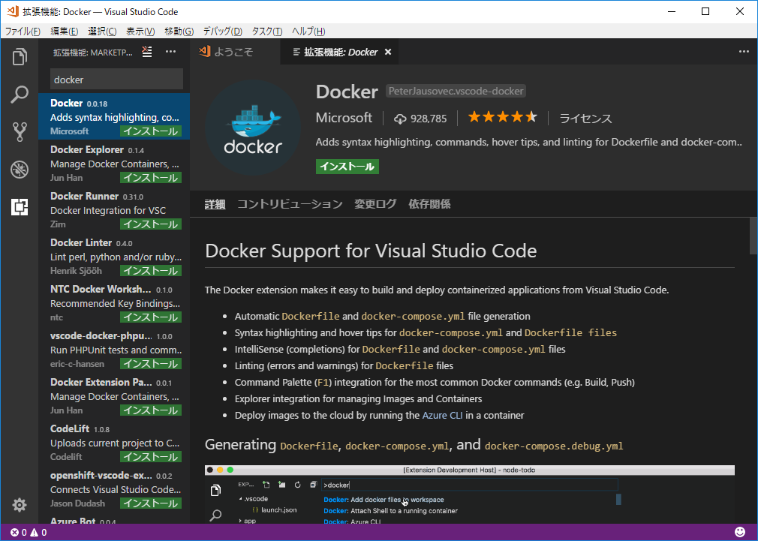 拡張機能: Docker — Visual Studio Code
ファイル(F) 編集(E) 選択(C) 表示(V) 移動(G) デバッグ(D) タスク(T) ヘルプ(H)
拡張機能: MARKETP...
ようこそ
拡張機能: Docker
docker
Docker 0.0.18
Adds syntax highlighting, co...
Microsoft インストール
Docker Explorer 0.1.4
Manage Docker Containers, ...
Jun Han インストール
Docker Runner 0.31.0
Docker Integration for VSC
Zim インストール
Docker Linter 0.4.0
Lint perl, python and/or ruby...
Henrik Sjööh インストール
NTC Docker Worksh... 0.1.0
Recommended Key Bindings...
ntc インストール
vscode-docker-phpu... 1.0.0
Run PHPUnit tests and comm...
eric-c-hansen インストール
Docker Extension Pa... 0.0.1
Manage Docker Containers, ...
Jun Han インストール
CodeLift 1.0.8
Uploads current project to C...
Codelift インストール
openshift-vscode-ex... 0.0.2
Connects Visual Studio Code...
Jason Dudash インストール
Azure Bot 0.0.4
docker
Docker PeterJausovec.vscode-docker
Microsoft 928,785 ライセンス
Adds syntax highlighting, commands, hover tips, and linting for Dockerfile and docker-com...
インストール
詳細 コントリビューション 変更ログ 依存関係
Docker Support for Visual Studio Code
The Docker extension makes it easy to build and deploy containerized applications from Visual Studio Code.
• Automatic Dockerfile and docker-compose.yml file generation
• Syntax highlighting and hover tips for docker-compose.yml and Dockerfile files
• IntelliSense (completions) for Dockerfile and docker-compose.yml files
• Linting (errors and warnings) for Dockerfile files
• Command Palette (F1) integration for the most common Docker commands (e.g. Build, Push)
• Explorer integration for managing Images and Containers
• Deploy images to the cloud by running the Azure CLI in a container
Generating Dockerfile, docker-compose.yml, and docker-compose.debug.yml
[Extension Development Host] - node-todo
EXP...
>docker
.vscode
Docker: Add docker files to workspace
{} launch.json
Docker: Attach Shell to a running container
app
Docker: Azure CLI
0 0